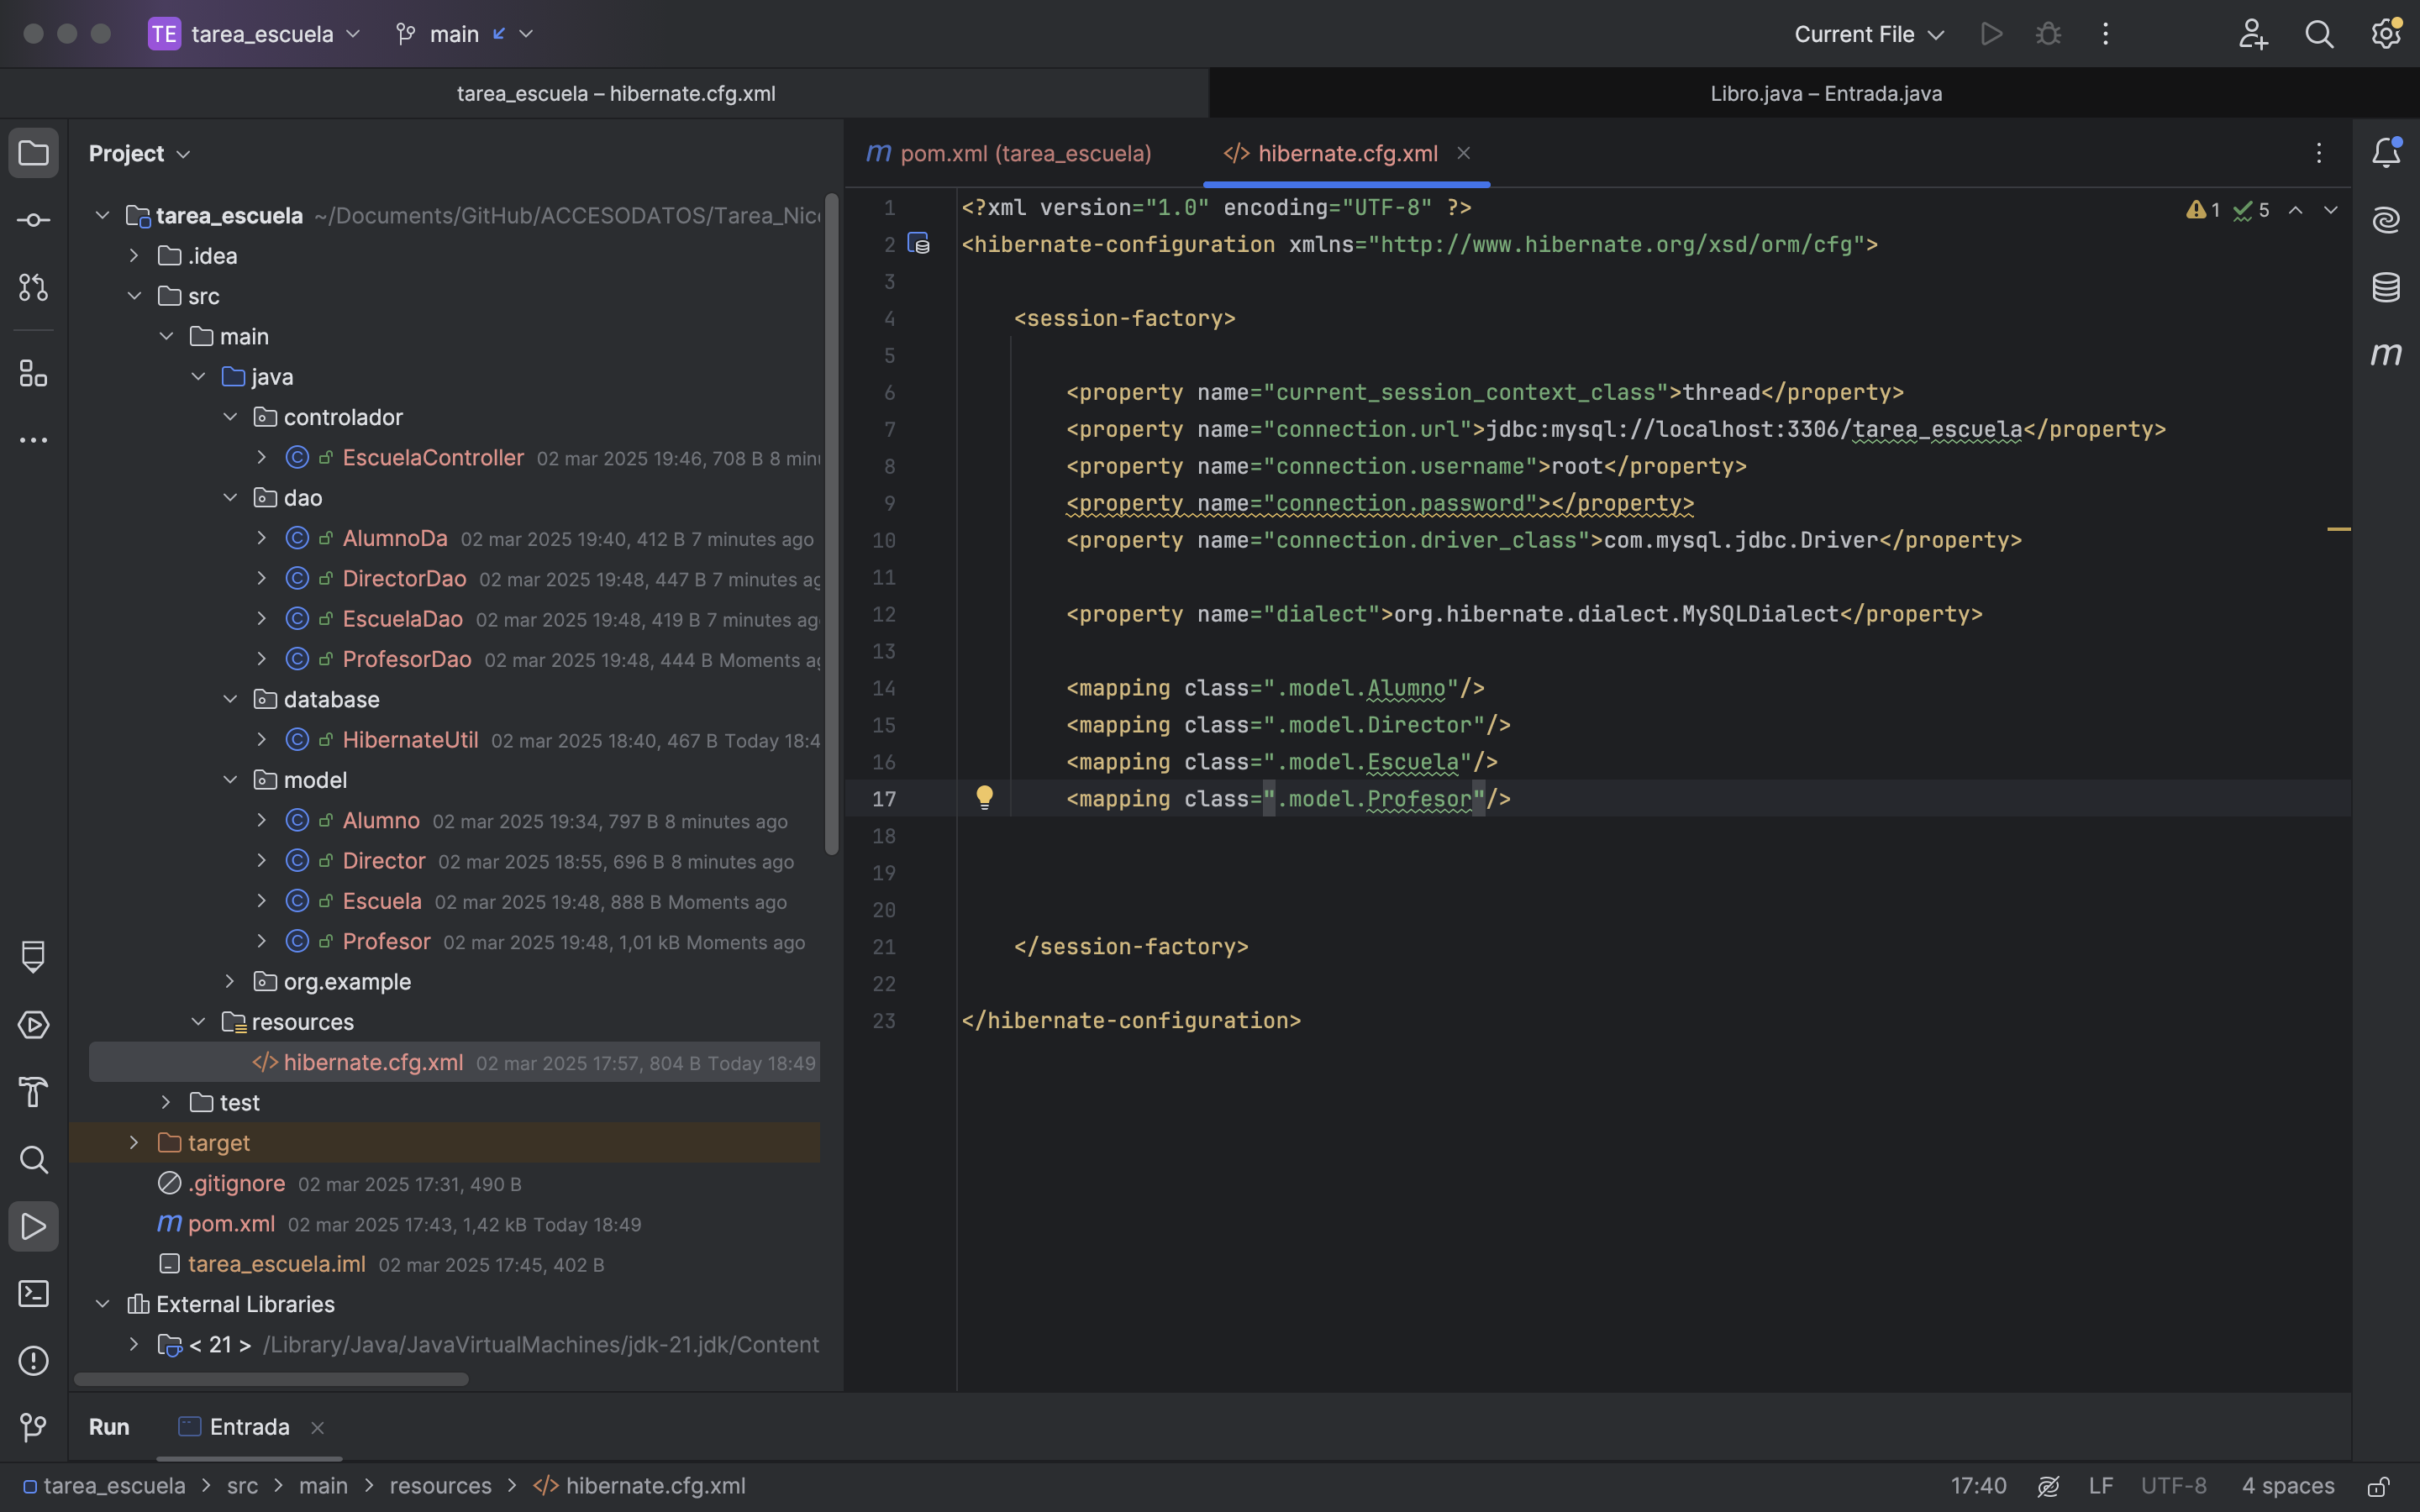 TE tarea_escuela main Current File
tarea_escuela – hibernate.cfg.xml
Libro.java – Entrada.java
Project
tarea_escuela ~/Documents/GitHub/ACCESODATOS/Tarea_Nico
.idea
src
main
java
controlador
EscuelaController 02 mar 2025 19:46, 708 B 8 minu
dao
AlumnoDa 02 mar 2025 19:40, 412 B 7 minutes ago
DirectorDao 02 mar 2025 19:48, 447 B 7 minutes ag
EscuelaDao 02 mar 2025 19:48, 419 B 7 minutes ag
ProfesorDao 02 mar 2025 19:48, 444 B Moments ag
database
HibernateUtil 02 mar 2025 18:40, 467 B Today 18:4
model
Alumno 02 mar 2025 19:34, 797 B 8 minutes ago
Director 02 mar 2025 18:55, 696 B 8 minutes ago
Escuela 02 mar 2025 19:48, 888 B Moments ago
Profesor 02 mar 2025 19:48, 1,01 kB Moments ago
org.example
resources
</> hibernate.cfg.xml 02 mar 2025 17:57, 804 B Today 18:49
test
target
.gitignore 02 mar 2025 17:31, 490 B
m pom.xml 02 mar 2025 17:43, 1,42 kB Today 18:49
tarea_escuela.iml 02 mar 2025 17:45, 402 B
External Libraries
< 21 > /Library/Java/JavaVirtualMachines/jdk-21.jdk/Content
m pom.xml (tarea_escuela) </> hibernate.cfg.xml
1 5
1 <?xml version="1.0" encoding="UTF-8" ?>
2 <hibernate-configuration xmlns="http://www.hibernate.org/xsd/orm/cfg">
3
4 <session-factory>
5
6 <property name="current_session_context_class">thread</property>
7 <property name="connection.url">jdbc:mysql://localhost:3306/tarea_escuela</property>
8 <property name="connection.username">root</property>
9 <property name="connection.password"></property>
10 <property name="connection.driver_class">com.mysql.jdbc.Driver</property>
11
12 <property name="dialect">org.hibernate.dialect.MySQLDialect</property>
13
14 <mapping class=".model.Alumno"/>
15 <mapping class=".model.Director"/>
16 <mapping class=".model.Escuela"/>
17 <mapping class=".model.Profesor"/>
18
19
20
21 </session-factory>
22
23 </hibernate-configuration>
m
Run Entrada
tarea_escuela > src > main > resources > </> hibernate.cfg.xml
17:40 LF UTF-8 4 spaces